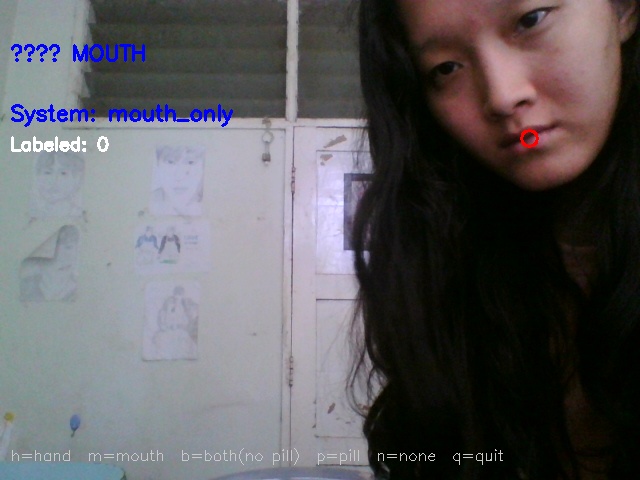 ???? MOUTH
System: mouth_only
Labeled: 0
h=hand m=mouth b=both(no pill) p=pill n=none q=quit